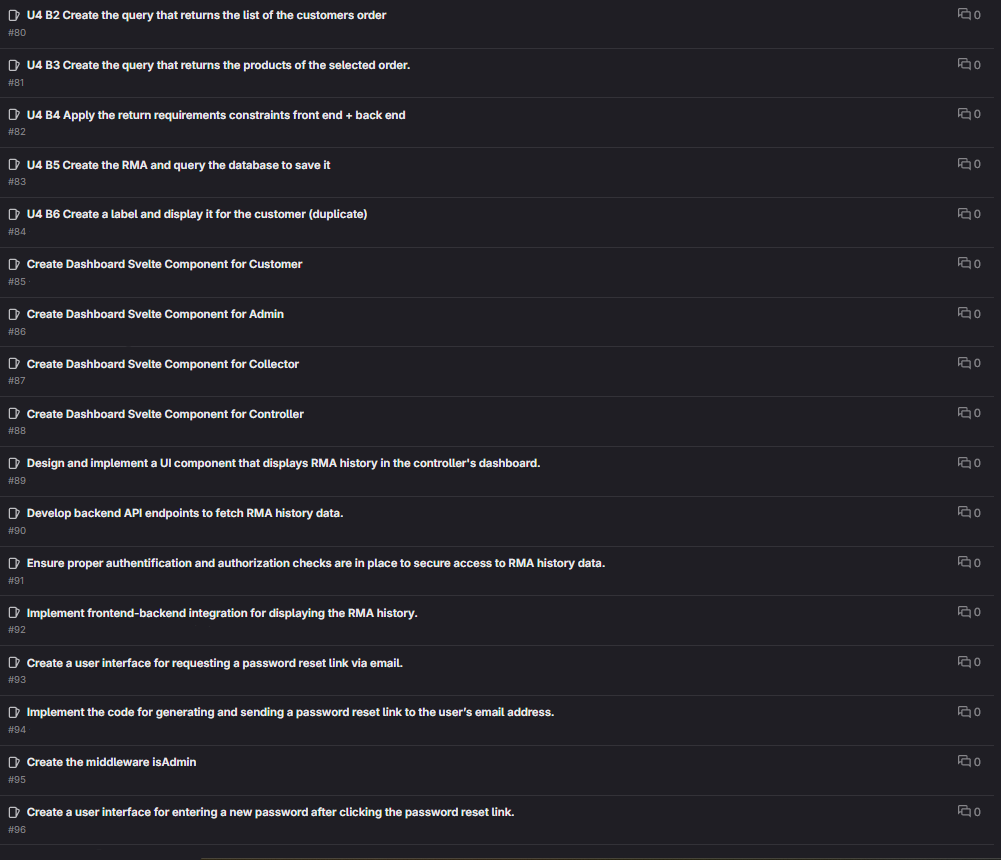 U4 B2 Create the query that returns the list of the customers order 0
#80
U4 B3 Create the query that returns the products of the selected order. 0
#81
U4 B4 Apply the return requirements constraints front end + back end 0
#82
U4 B5 Create the RMA and query the database to save it 0
#83
U4 B6 Create a label and display it for the customer (duplicate) 0
#84
Create Dashboard Svelte Component for Customer 0
#85
Create Dashboard Svelte Component for Admin 0
#86
Create Dashboard Svelte Component for Collector 0
#87
Create Dashboard Svelte Component for Controller 0
#88
Design and implement a UI component that displays RMA history in the controller's dashboard. 0
#89
Develop backend API endpoints to fetch RMA history data. 0
#90
Ensure proper authentification and authorization checks are in place to secure access to RMA history data. 0
#91
Implement frontend-backend integration for displaying the RMA history. 0
#92
Create a user interface for requesting a password reset link via email. 0
#93
Implement the code for generating and sending a password reset link to the user’s email address. 0
#94
Create the middleware isAdmin 0
#95
Create a user interface for entering a new password after clicking the password reset link. 0
#96